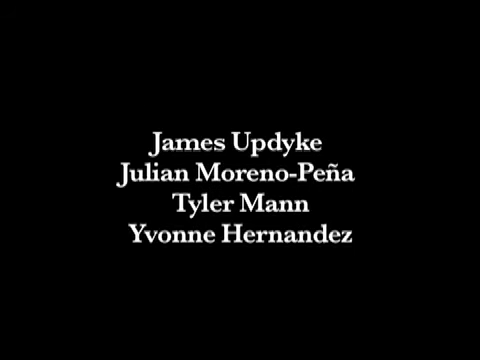 James Updyke
Julian Moreno-Peña
Tyler Mann
Yvonne Hernandez